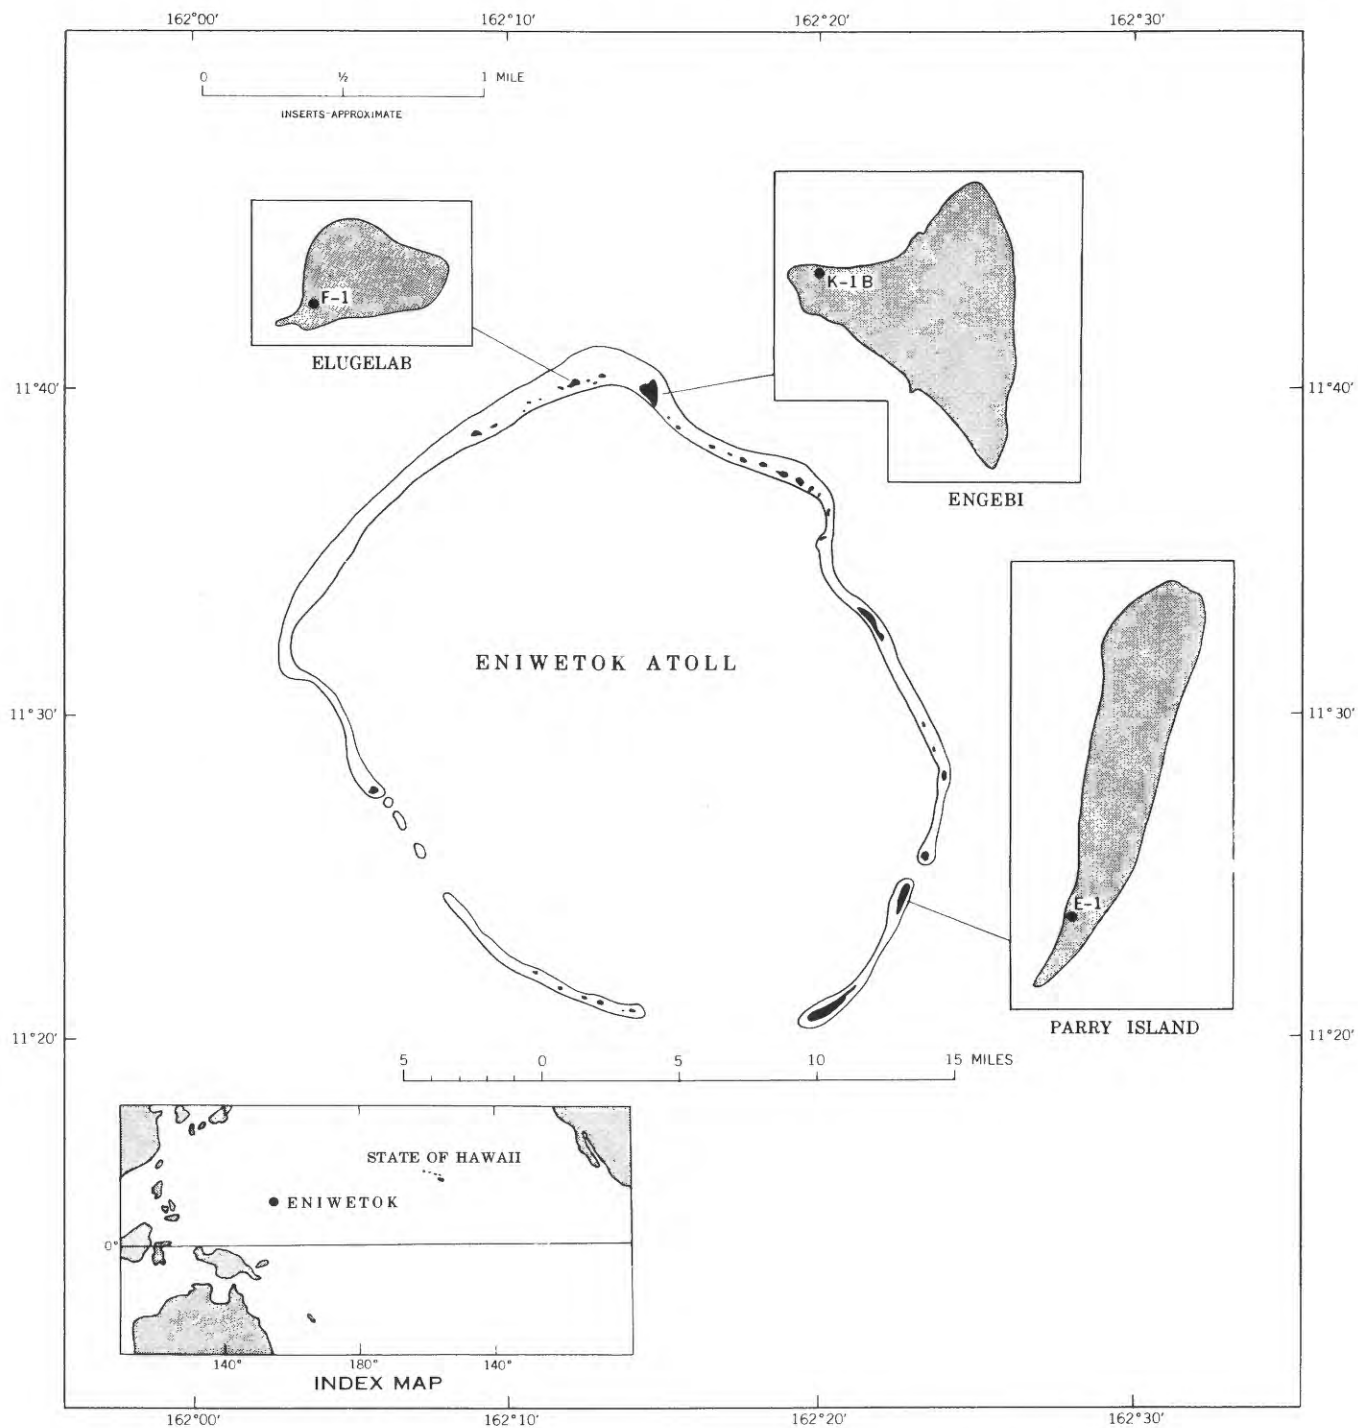 162°00′ 162°10′ 162°20′ 162°30′
0 ½ 1 MILE
INSERTS-APPROXIMATE
F-1
ELUGELAB
K-1B
ENGEBI
11°40′ 11°40′
ENIWETOK ATOLL
11°30′ 11°30′
E-1
PARRY ISLAND
11°20′ 11°20′
5 0 5 10 15 MILES
STATE OF HAWAII
ENIWETOK
0°
140° 180° 140°
INDEX MAP
162°00′ 162°10′ 162°20′ 162°30′